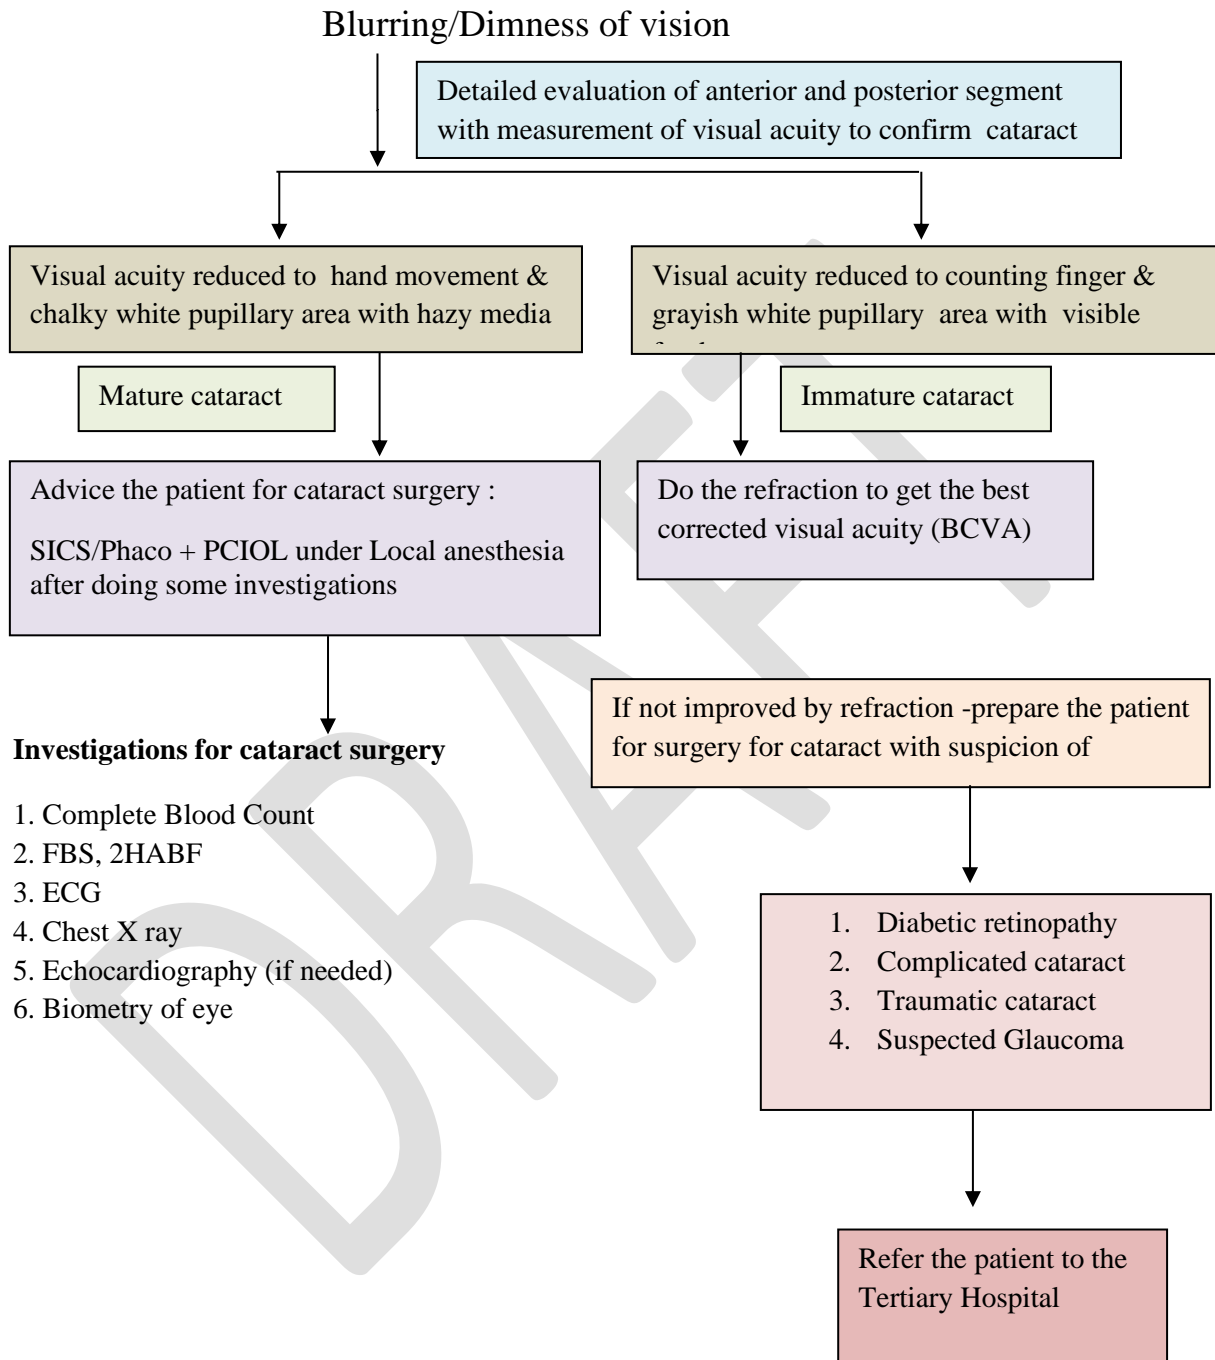 Blurring/Dimness of vision
Detailed evaluation of anterior and posterior segment
with measurement of visual acuity to confirm cataract
Visual acuity reduced to hand movement &
chalky white pupillary area with hazy media
Visual acuity reduced to counting finger &
grayish white pupillary area with visible
Mature cataract
Immature cataract
Advice the patient for cataract surgery :
SICS/Phaco + PCIOL under Local anesthesia
after doing some investigations
Do the refraction to get the best
corrected visual acuity (BCVA)
If not improved by refraction -prepare the patient
for surgery for cataract with suspicion of
Investigations for cataract surgery
1. Complete Blood Count
2. FBS, 2HABF
3. ECG
4. Chest X ray
5. Echocardiography (if needed)
6. Biometry of eye
1. Diabetic retinopathy
2. Complicated cataract
3. Traumatic cataract
4. Suspected Glaucoma
Refer the patient to the
Tertiary Hospital
DRAFT